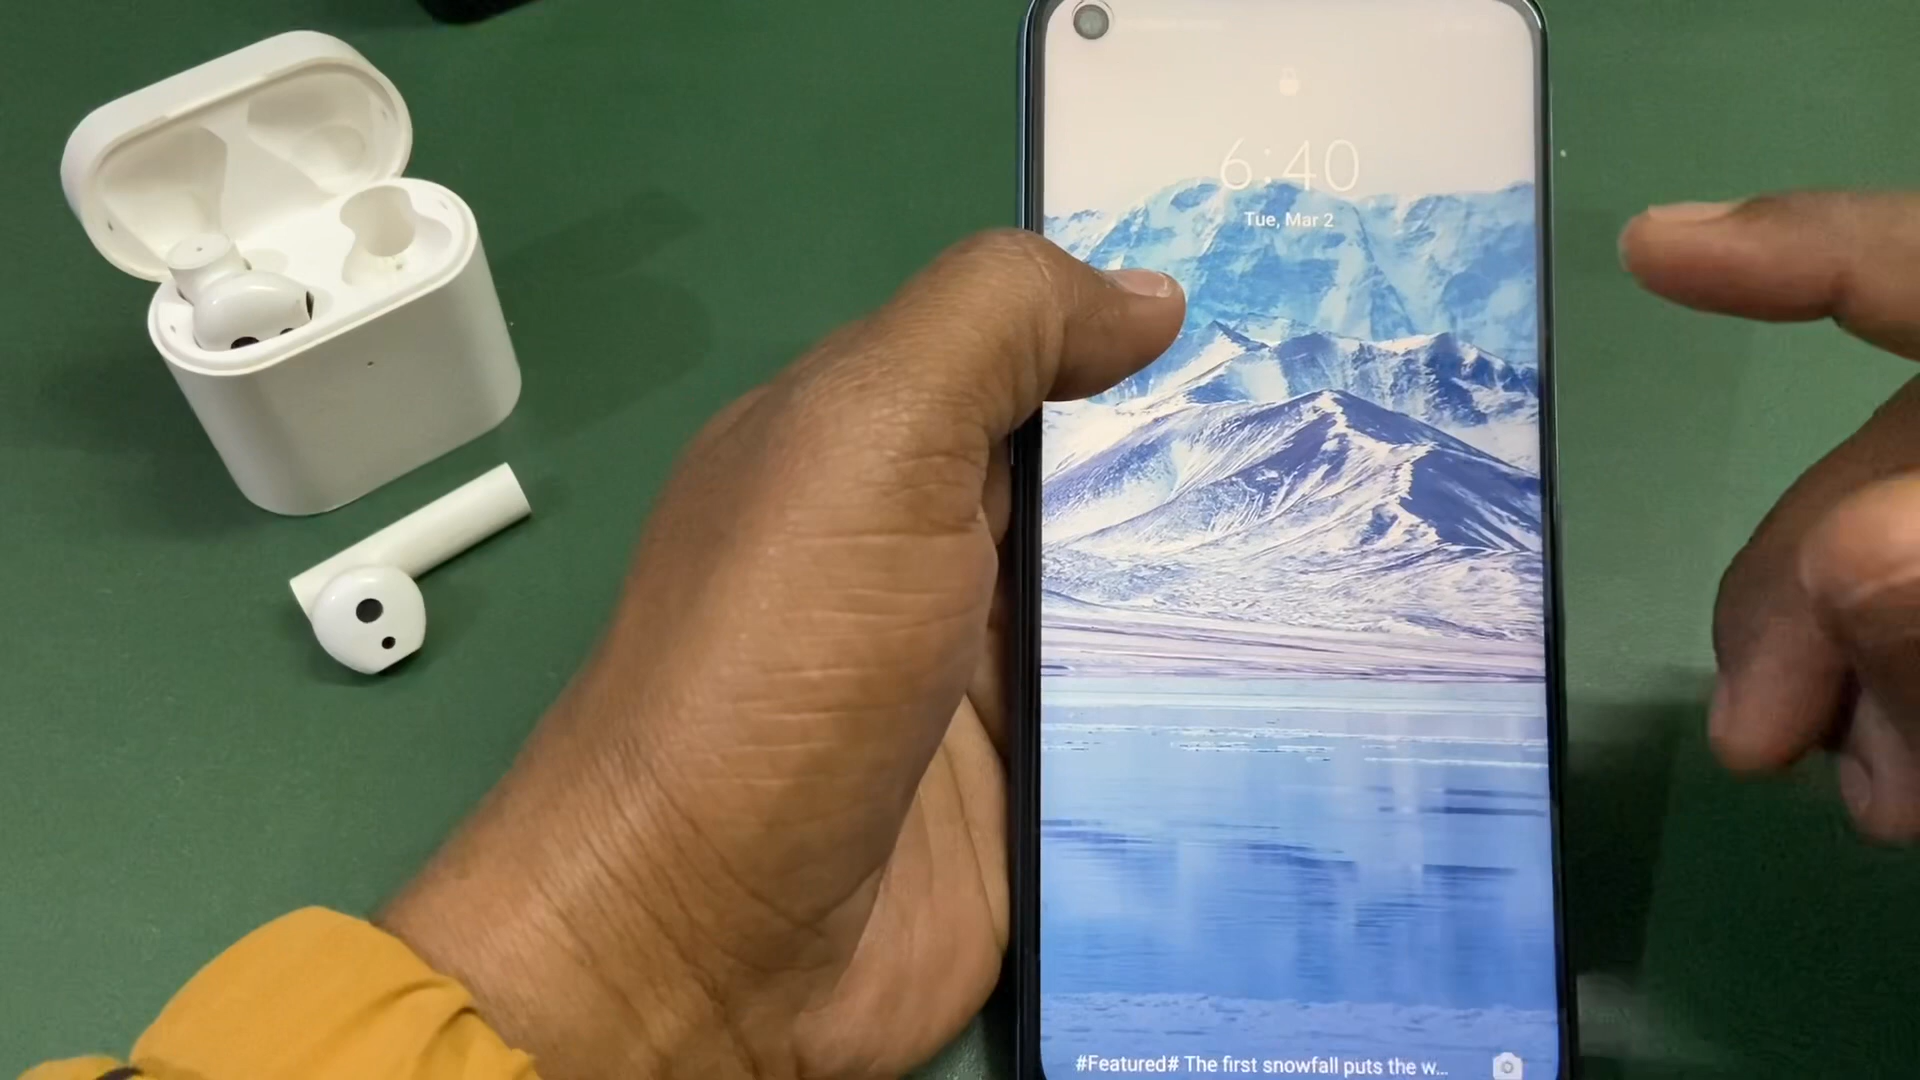 6:40
Tue, Mar 2
#Featured# The first snowfall puts the w...